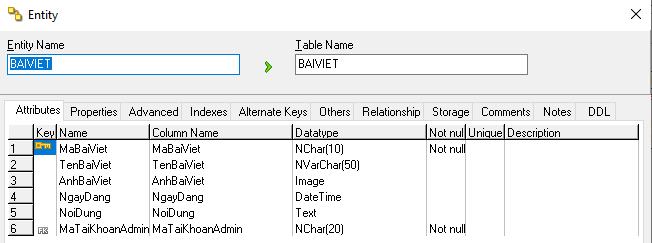 Entity
Entity Name
Table Name
BAIVIET
BAIVIET
Attributes Properties Advanced Indexes Alternate Keys Others Relationship Storage Comments Notes DDL
Key Name Column Name Datatype Not nul Unique Description
1 MaBaiViet MaBaiViet NChar(10) Not null
2 TenBaiViet TenBaiViet NVarChar(50)
3 AnhBaiViet AnhBaiViet Image
4 NgayDang NgayDang DateTime
5 NoiDung NoiDung Text
6 MaTaiKhoanAdmin MaTaiKhoanAdmin NChar(20) Not null